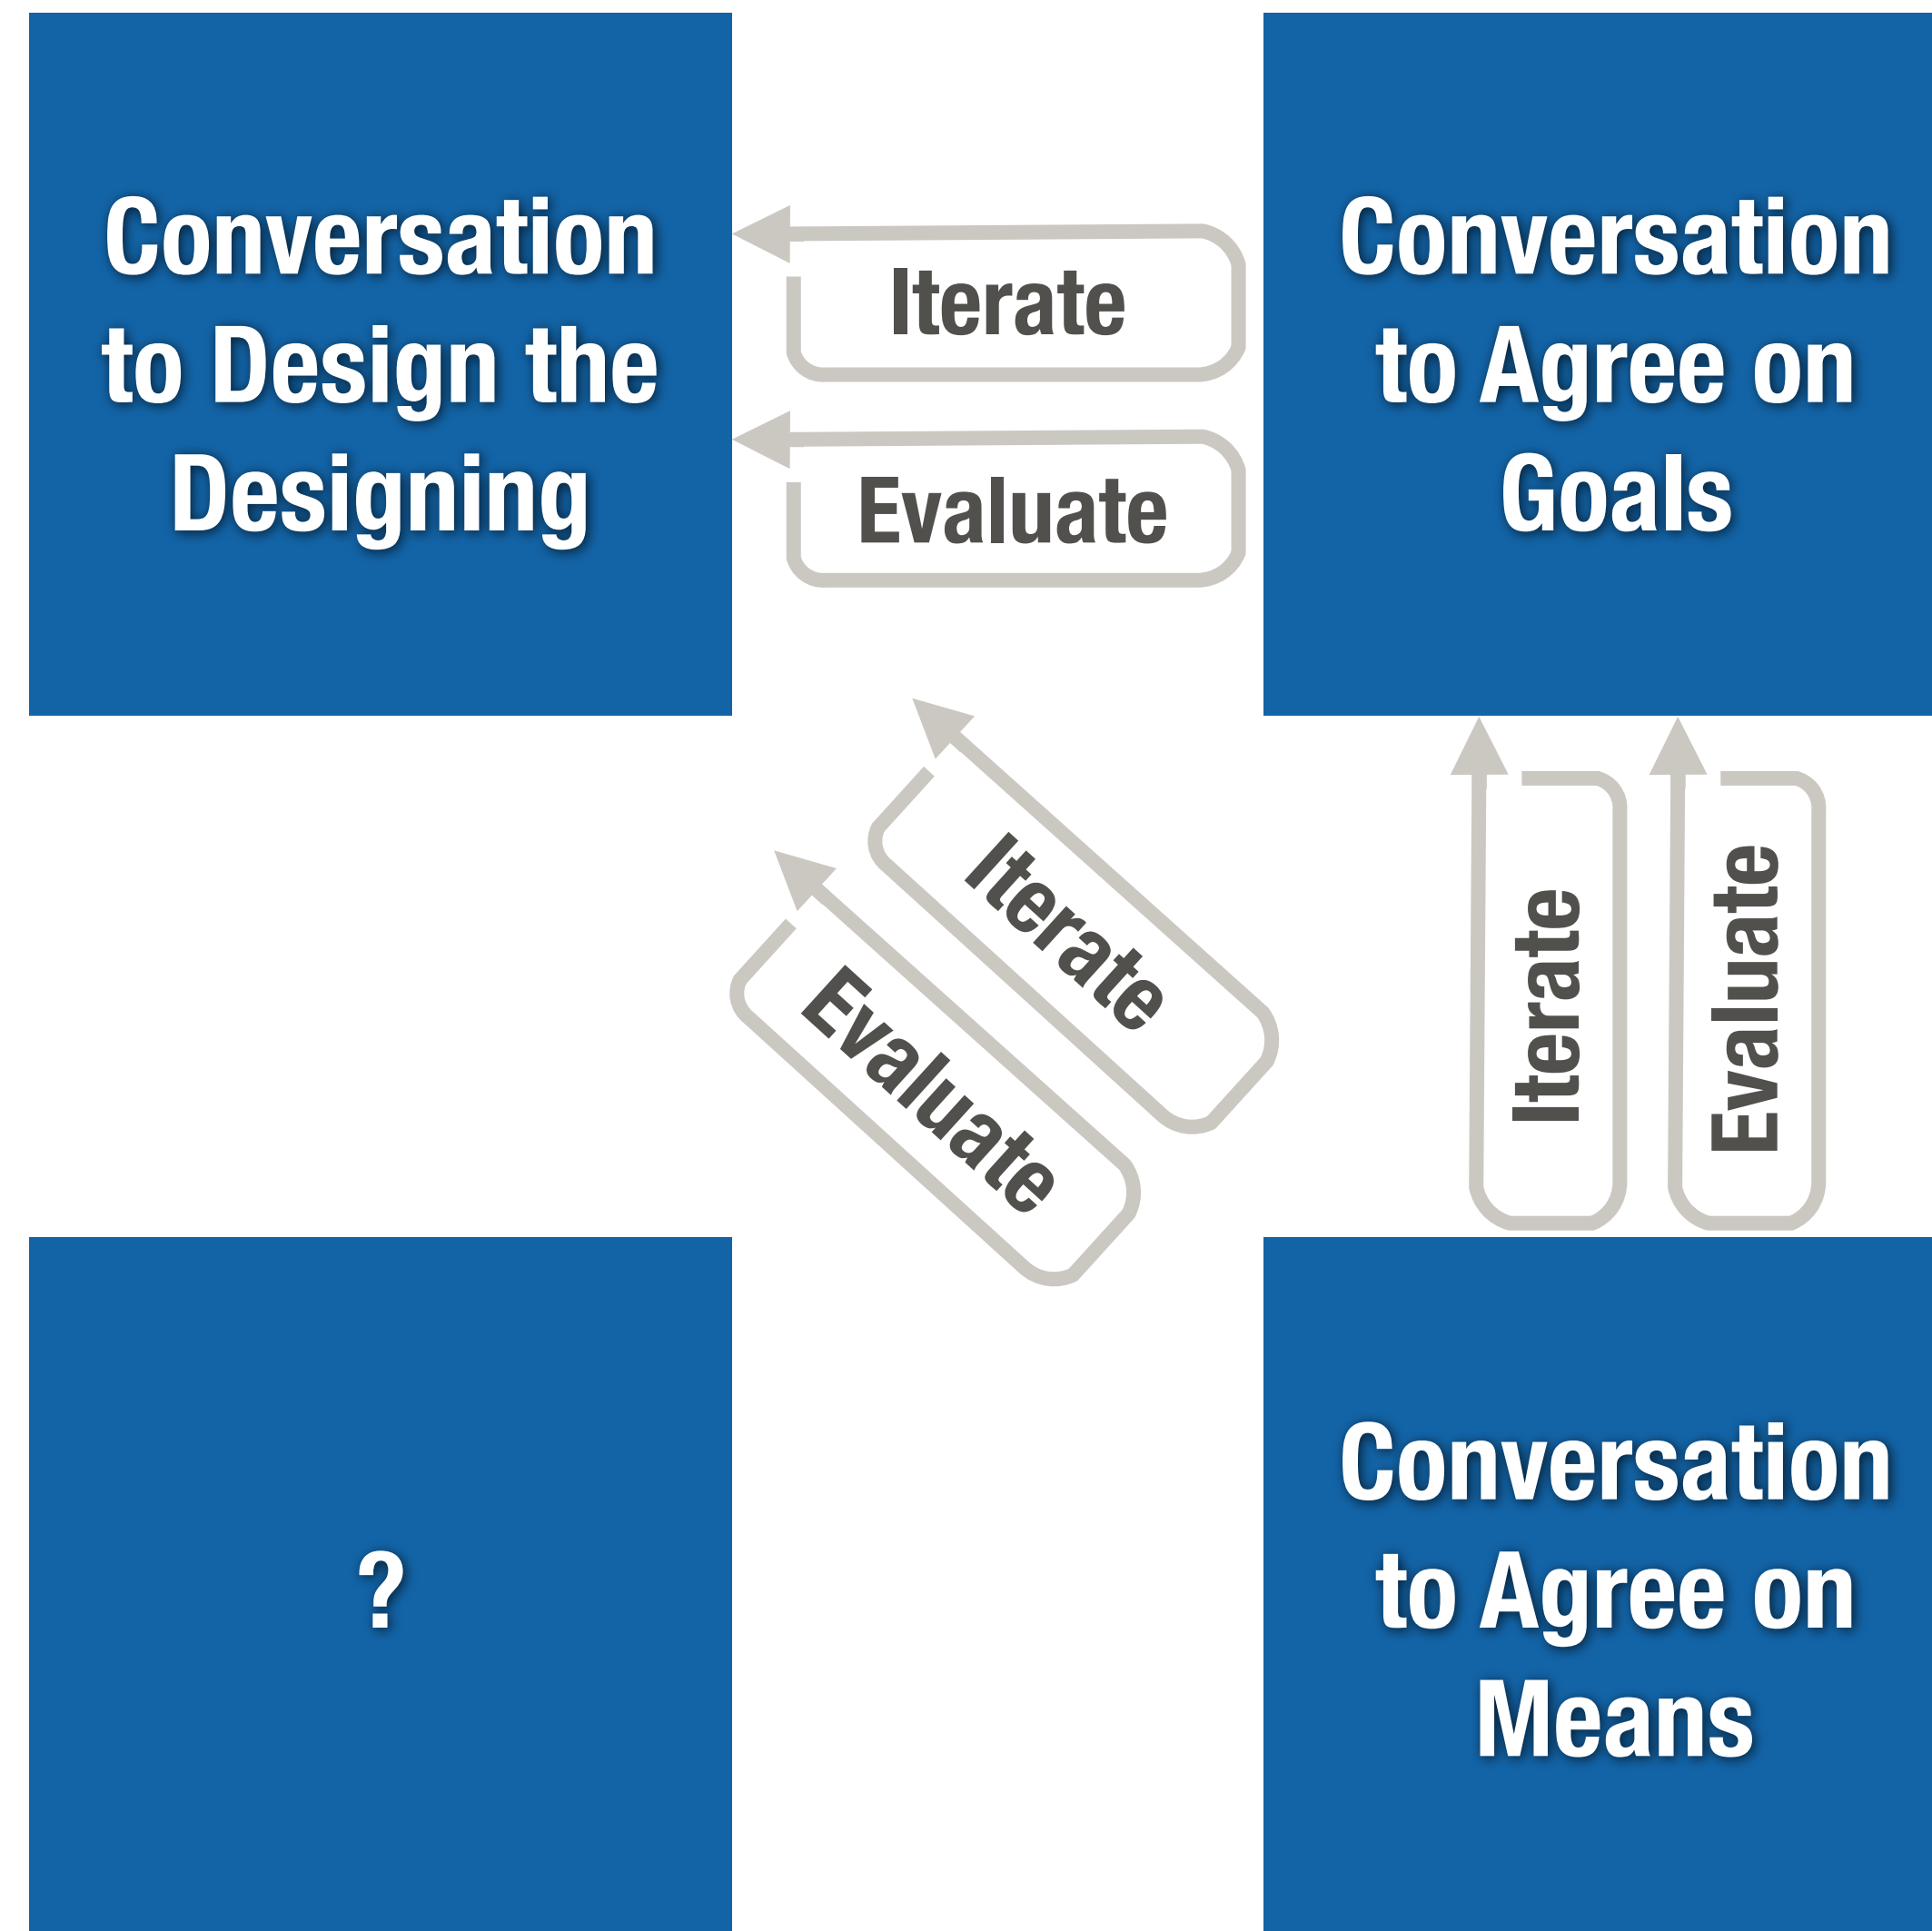 Conversation
to Design the
Designing
Iterate
Evaluate
Conversation
to Agree on
Goals
Iterate
Evaluate
Iterate
Evaluate
?
Conversation
to Agree on
Means